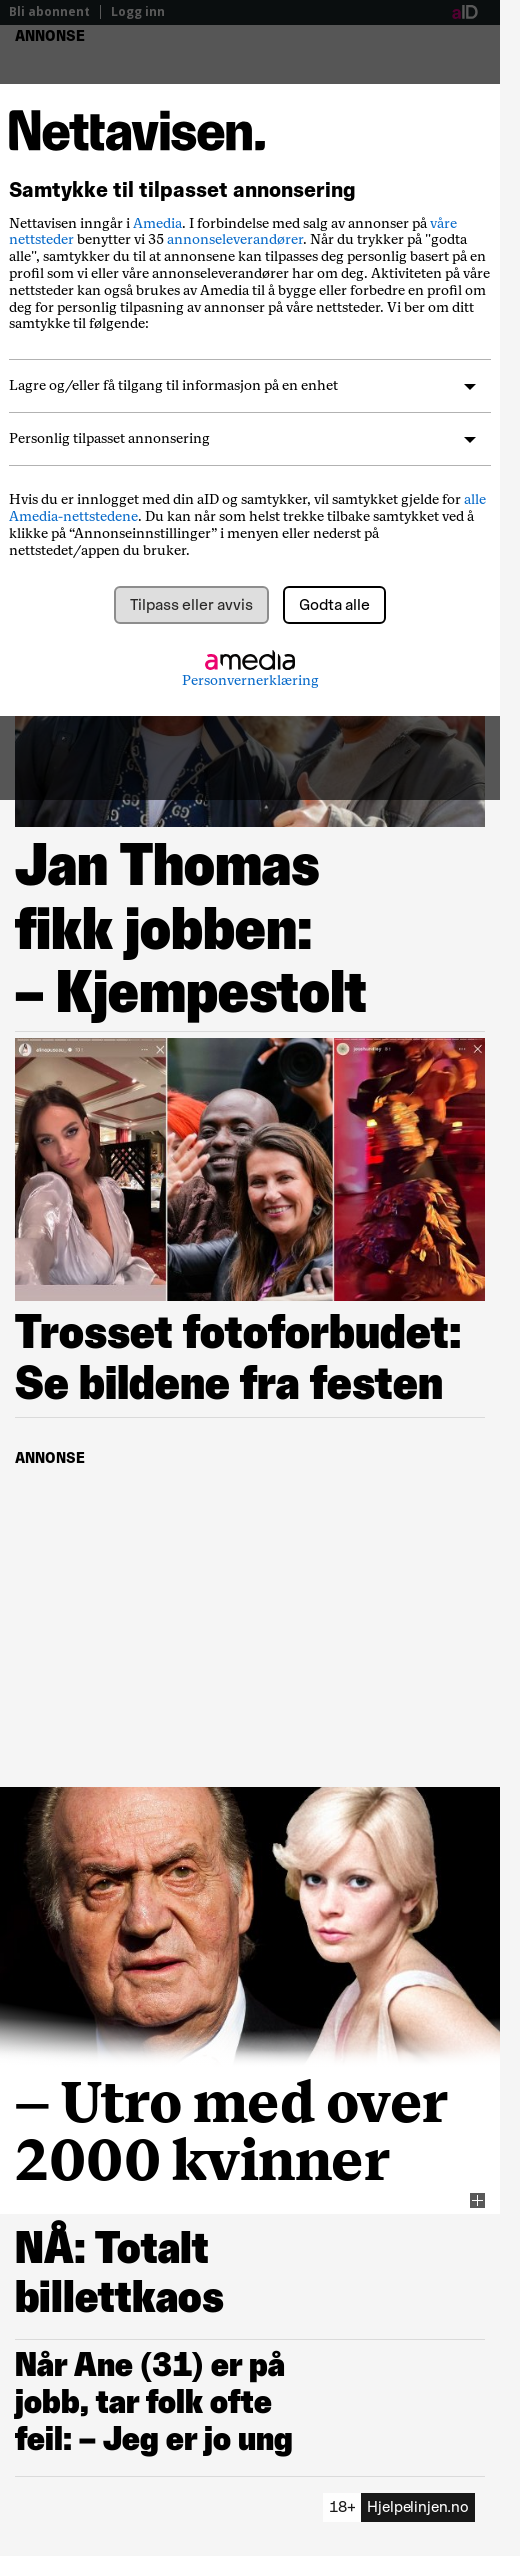 Bli abonnent | Logg inn
aID
ANNONSE
Nettavisen.
Samtykke til tilpasset annonsering
Nettavisen inngår i Amedia. I forbindelse med salg av annonser på våre
nettsteder benytter vi 35 annonseleverandører. Når du trykker på "godta
alle", samtykker du til at annonsene kan tilpasses deg personlig basert på en
profil som vi eller våre annonseleverandører har om deg. Aktiviteten på våre
nettsteder kan også brukes av Amedia til å bygge eller forbedre en profil om
deg for personlig tilpasning av annonser på våre nettsteder. Vi ber om ditt
samtykke til følgende:
Lagre og/eller få tilgang til informasjon på en enhet
Personlig tilpasset annonsering
Hvis du er innlogget med din aID og samtykker, vil samtykket gjelde for alle
Amedia-nettstedene. Du kan når som helst trekke tilbake samtykket ved å
klikke på “Annonseinnstillinger” i menyen eller nederst på
nettstedet/appen du bruker.
Tilpass eller avvis
Godta alle
amedia
Personvernerklæring
Jan Thomas
fikk jobben:
– Kjempestolt
Trosset fotoforbudet:
Se bildene fra festen
ANNONSE
– Utro med over
2000 kvinner
NÅ: Totalt
billettkaos
Når Ane (31) er på
jobb, tar folk ofte
feil: – Jeg er jo ung
18+ Hjelpelinjen.no